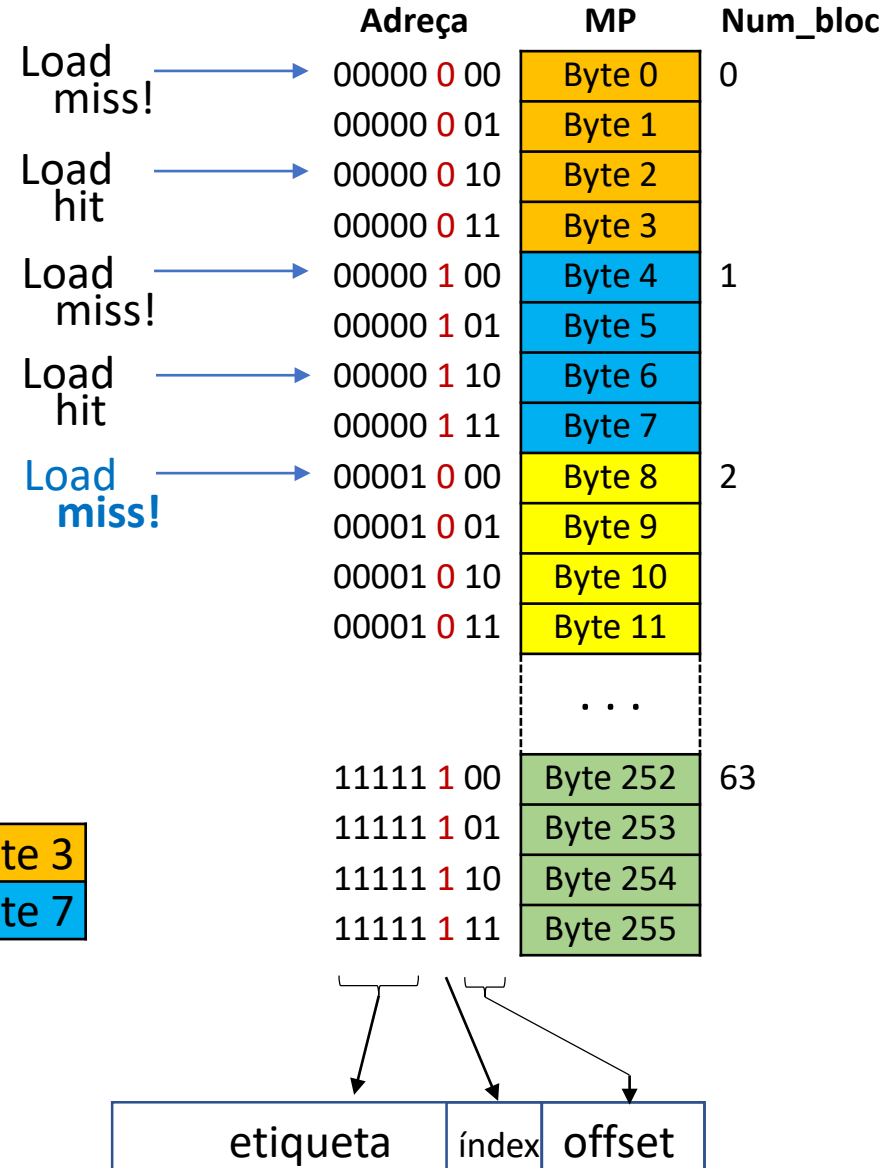 Adreça MP Num_bloc
Load miss! 00000 0 00 Byte 0 0
00000 0 01 Byte 1
Load hit 00000 0 10 Byte 2
00000 0 11 Byte 3
Load miss! 00000 1 00 Byte 4 1
00000 1 01 Byte 5
Load hit 00000 1 10 Byte 6
00000 1 11 Byte 7
Load miss! 00001 0 00 Byte 8 2
00001 0 01 Byte 9
00001 0 10 Byte 10
00001 0 11 Byte 11
. . .
11111 1 00 Byte 252 63
11111 1 01 Byte 253
te 3 11111 1 10 Byte 254
te 7 11111 1 11 Byte 255
etiqueta índex offset